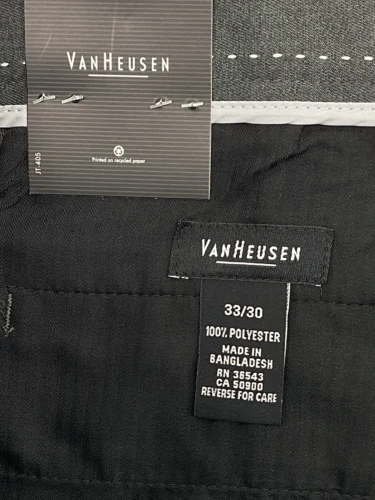 VANHEUSEN
Printed on recycled paper
JT-405
VANHEUSEN
33/30
100% POLYESTER
MADE IN
BANGLADESH
RN 36543
CA 50900
REVERSE FOR CARE